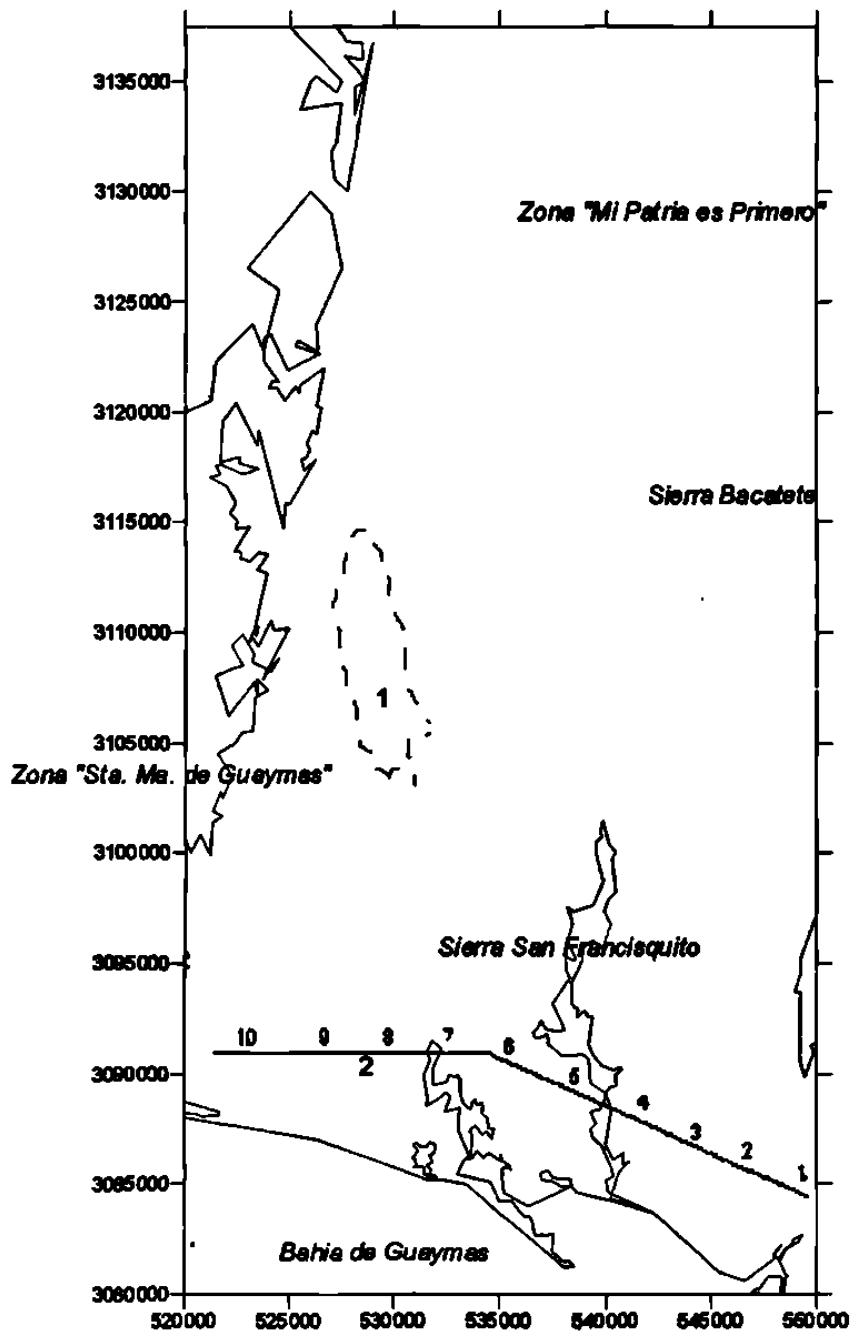 3135000
3130000
Zona "Mi Patria es Primero"
3125000
3120000
Sierra Bacatete
3115000
3110000
1
3105000
Zona "Sta. Ma. de Guaymas"
3100000
Sierra San Francisquito
3095000
10 9 8 7 6
2
3090000
5 4 3 2 1
3085000
Bahia de Guaymas
3080000
520000 525000 530000 535000 540000 545000 550000